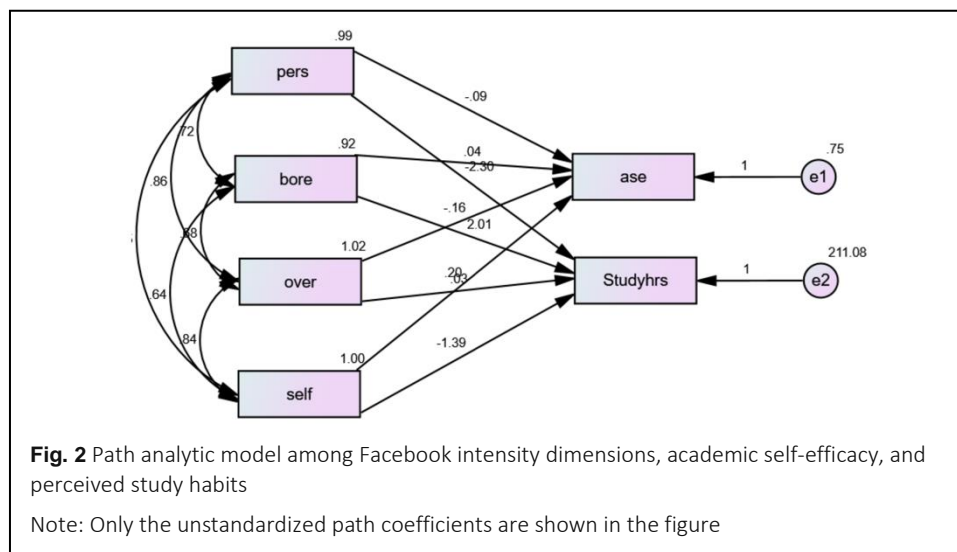 .99
pers
-.09
.72
.92
.04
-2.30
.75
bore
ase
1
e1
.86
-.16
2.01
1.02
211.08
over
.20
.03
Studyhrs
1
e2
.64
.84
-1.39
1.00
self
Fig. 2 Path analytic model among Facebook intensity dimensions, academic self-efficacy, and
perceived study habits
Note: Only the unstandardized path coefficients are shown in the figure